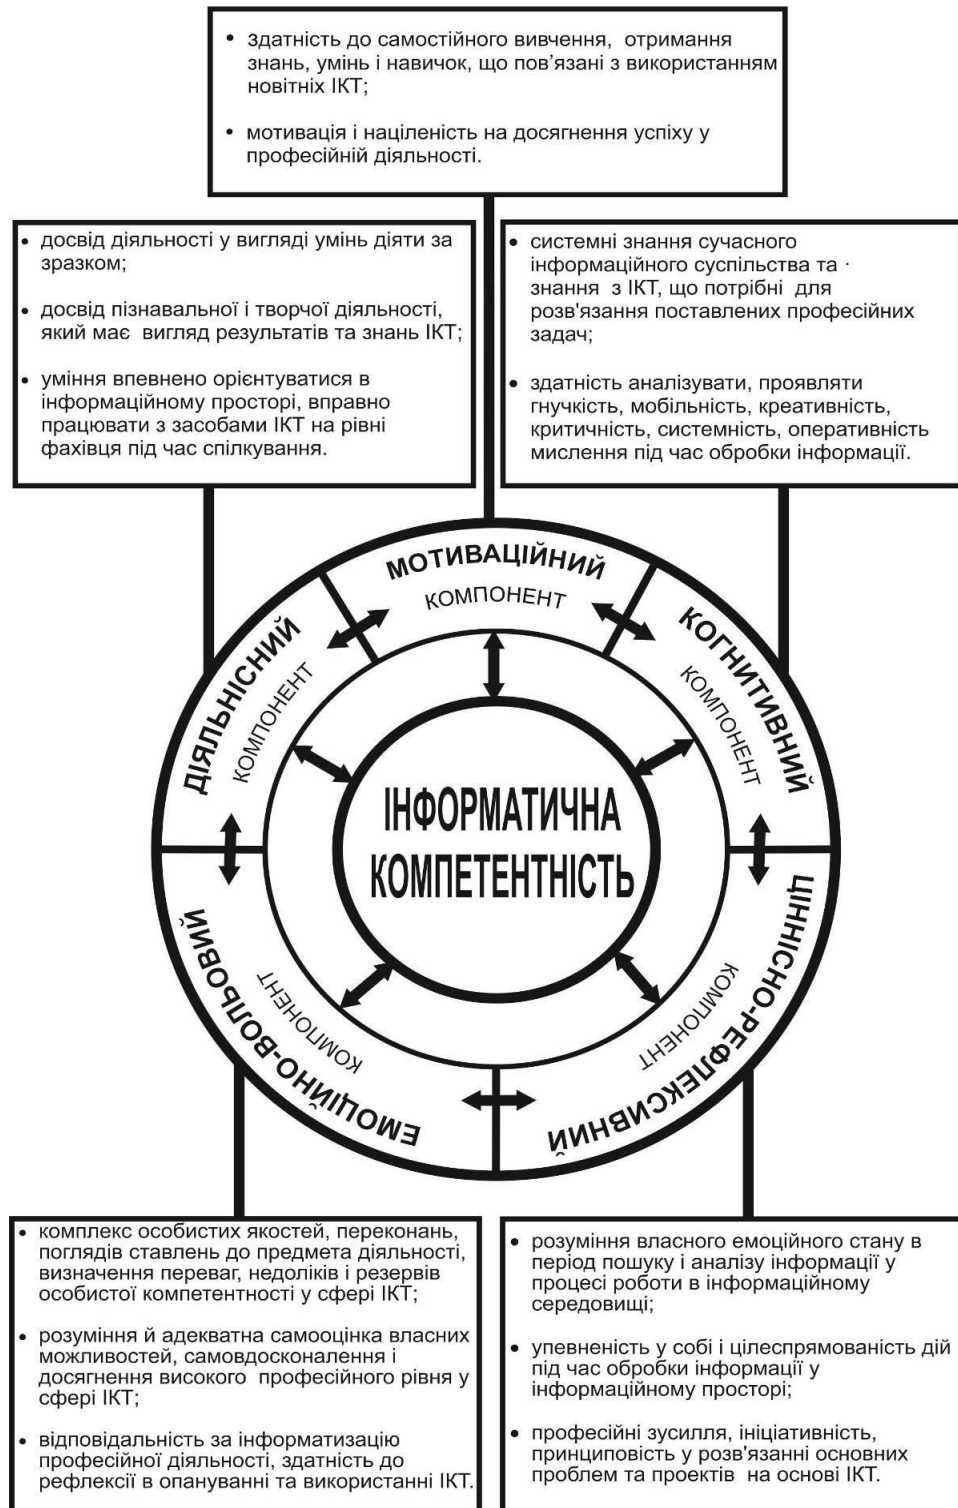 • здатність до самостійного вивчення, отримання
знань, умінь і навичок, що пов’язані з використанням
новітніх ІКТ;
• мотивація і націленість на досягнення успіху у
професійній діяльності.
• досвід діяльності у вигляді умінь діяти за
зразком;
• досвід пізнавальної і творчої діяльності,
який має вигляд результатів та знань ІКТ;
• уміння впевнено орієнтуватися в
інформаційному просторі, вправно
працювати з засобами ІКТ на рівні
фахівця під час спілкування.
• системні знання сучасного
інформаційного суспільства та ·
знання з ІКТ, що потрібні для
розв'язання поставлених професійних
задач;
• здатність аналізувати, проявляти
гнучкість, мобільність, креативність,
критичність, системність, оперативність
мислення під час обробки інформації.
МОТИВАЦІЙНИЙ
КОМПОНЕНТ
ДІЯЛЬНІСНИЙ
КОМПОНЕНТ
КОГНИТИВНИЙ
КОМПОНЕНТ
ІНФОРМАТИЧНА
КОМПЕТЕНТНІСТЬ
ЕМОЦІЙНО-ВОЛЬОВИЙ
КОМПОНЕНТ
ЦІННІСНО-РЕФЛЕКСИВНИЙ
КОМПОНЕНТ
• комплекс особистих якостей, переконань,
поглядів ставлень до предмета діяльності,
визначення переваг, недоліків і резервів
особистої компетентності у сфері ІКТ;
• розуміння й адекватна самооцінка власних
можливостей, самовдосконалення і
досягнення високого професійного рівня у
сфері ІКТ;
• відповідальність за інформатизацію
професійної діяльності, здатність до
рефлексії в опануванні та використанні ІКТ.
• розуміння власного емоційного стану в
період пошуку і аналізу інформації у
процесі роботи в інформаційному
середовищі;
• упевненість у собі і цілеспрямованість дій
під час обробки інформації у
інформаційному просторі;
• професійні зусилля, ініціативність,
принциповість у розв'язанні основних
проблем та проектів на основі ІКТ.